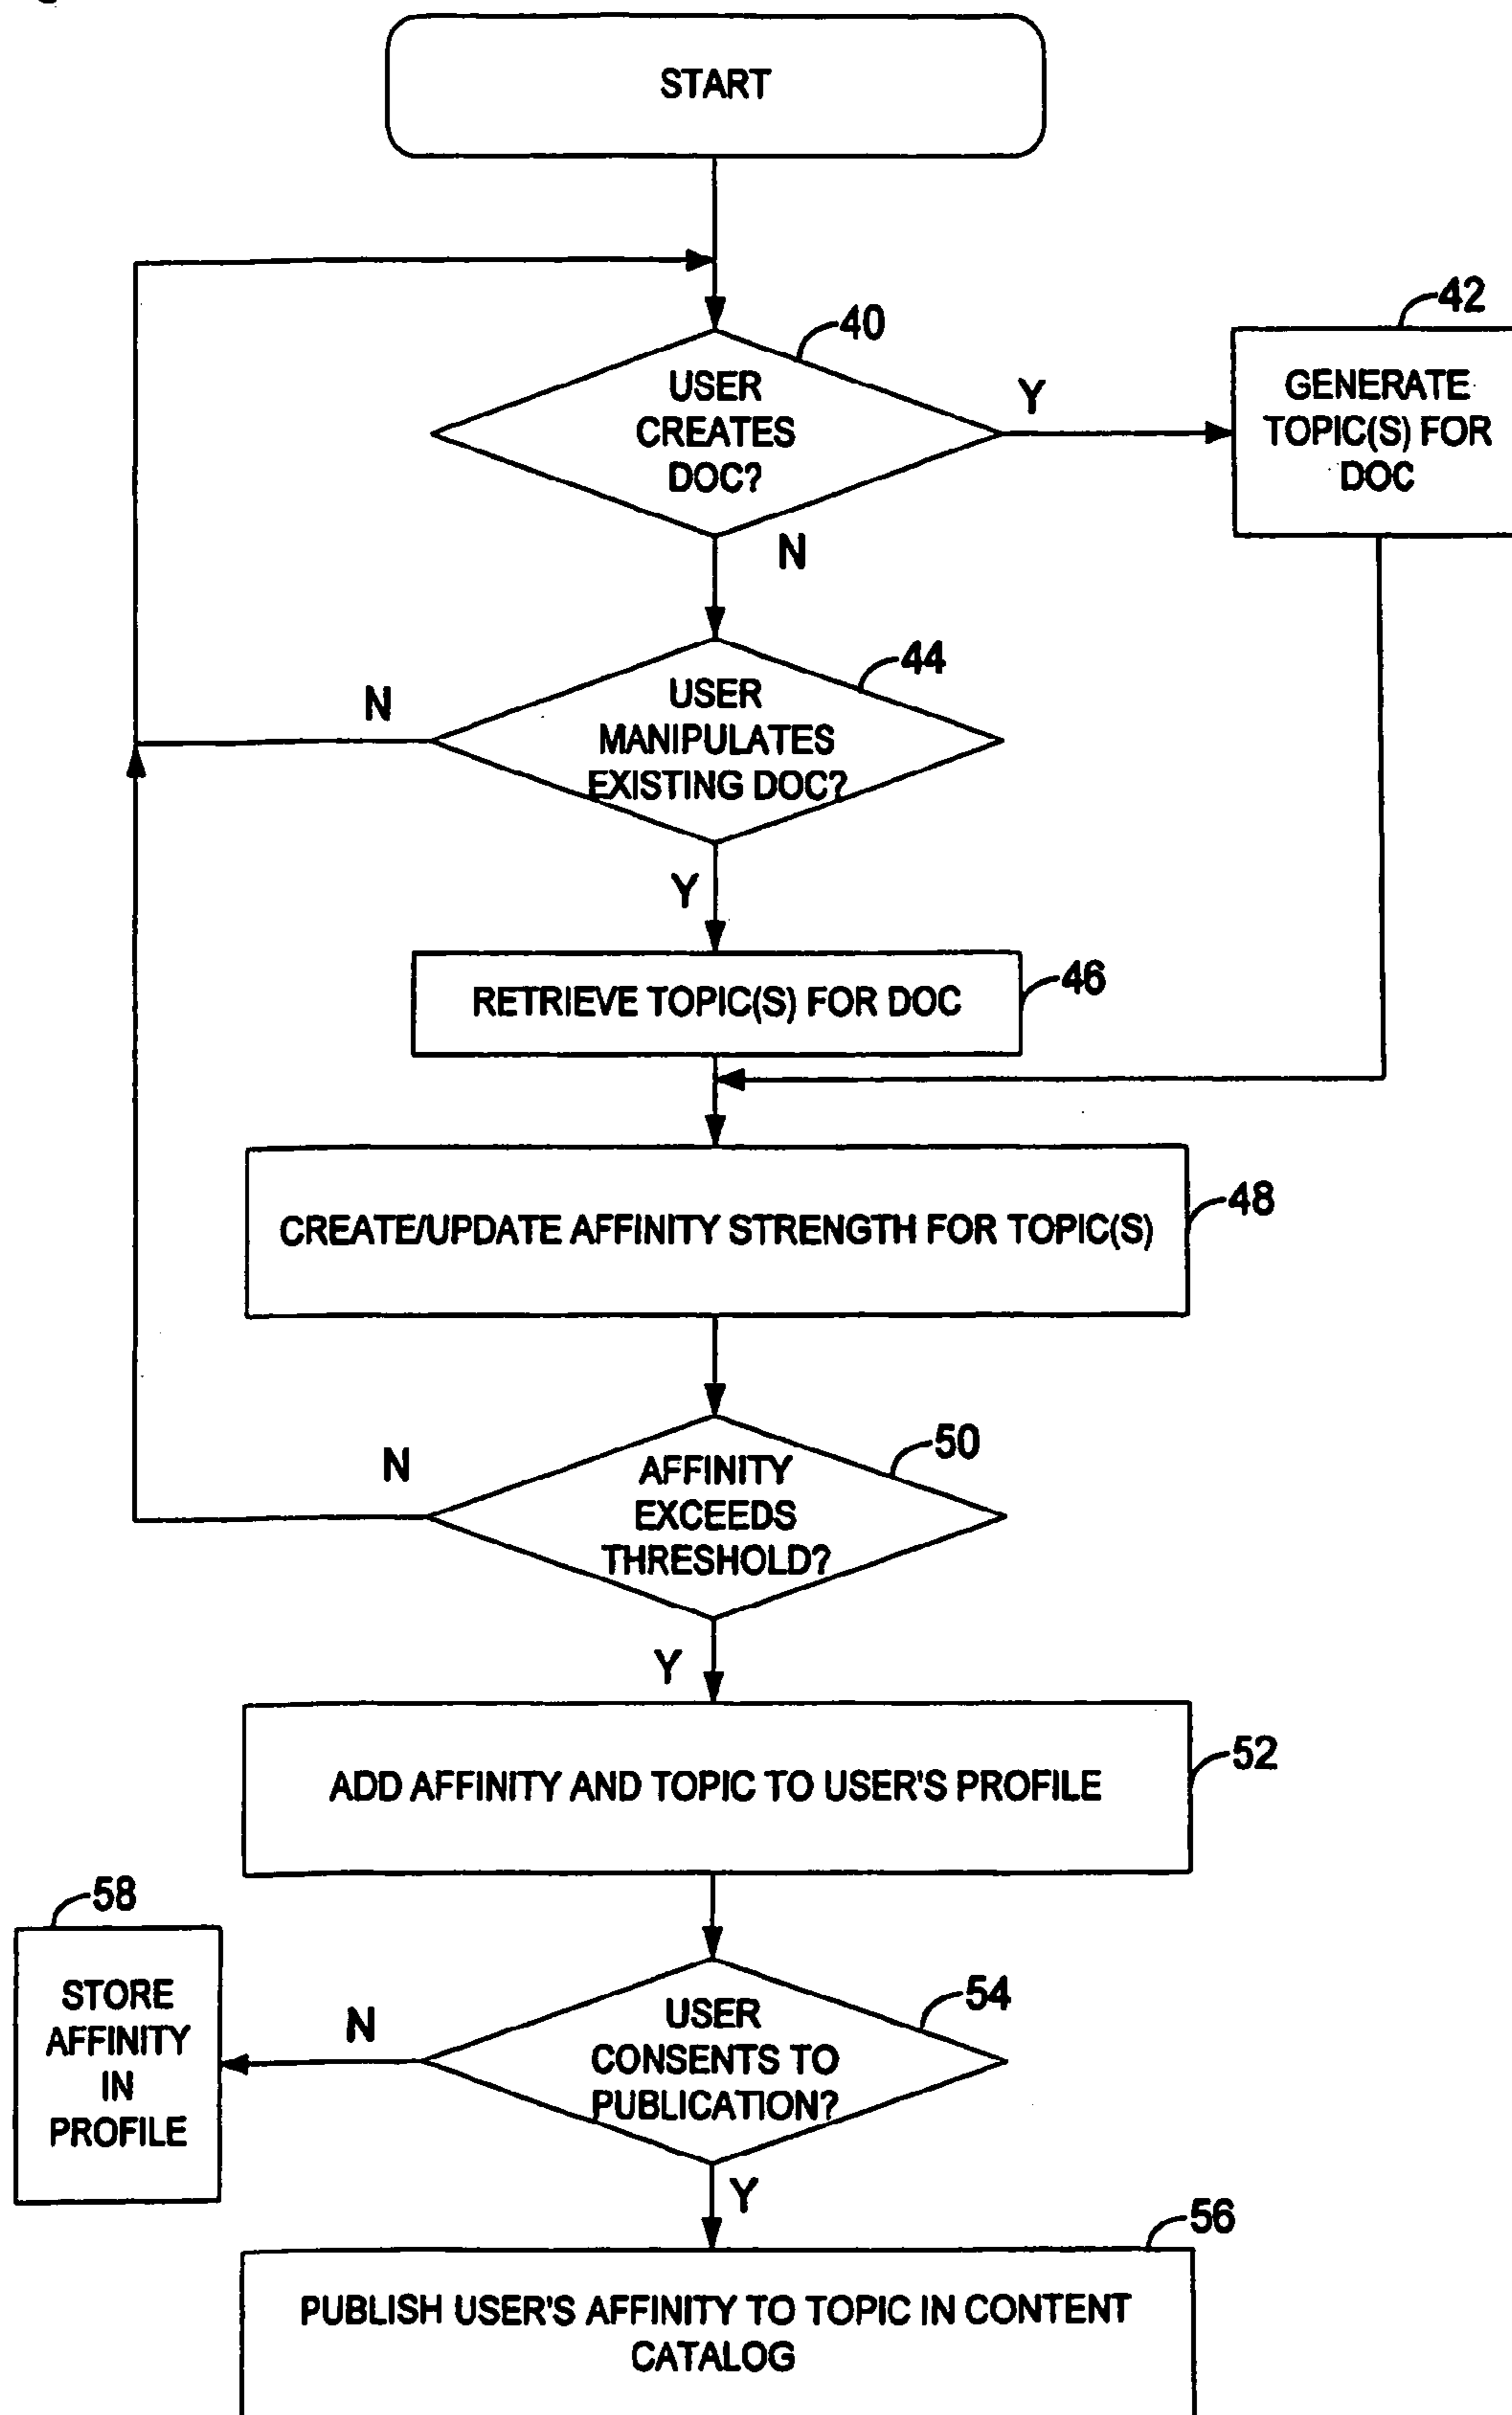 START
40
USER
CREATES
DOC?
Y
N
42
GENERATE
TOPIC(S) FOR
DOC
44
USER
MANIPULATES
EXISTING DOC?
N
Y
46
RETRIEVE TOPIC(S) FOR DOC
48
CREATE/UPDATE AFFINITY STRENGTH FOR TOPIC(S)
50
AFFINITY
EXCEEDS
THRESHOLD?
N
Y
52
ADD AFFINITY AND TOPIC TO USER'S PROFILE
54
USER
CONSENTS TO
PUBLICATION?
N
Y
58
STORE
AFFINITY
IN
PROFILE
56
PUBLISH USER'S AFFINITY TO TOPIC IN CONTENT
CATALOG